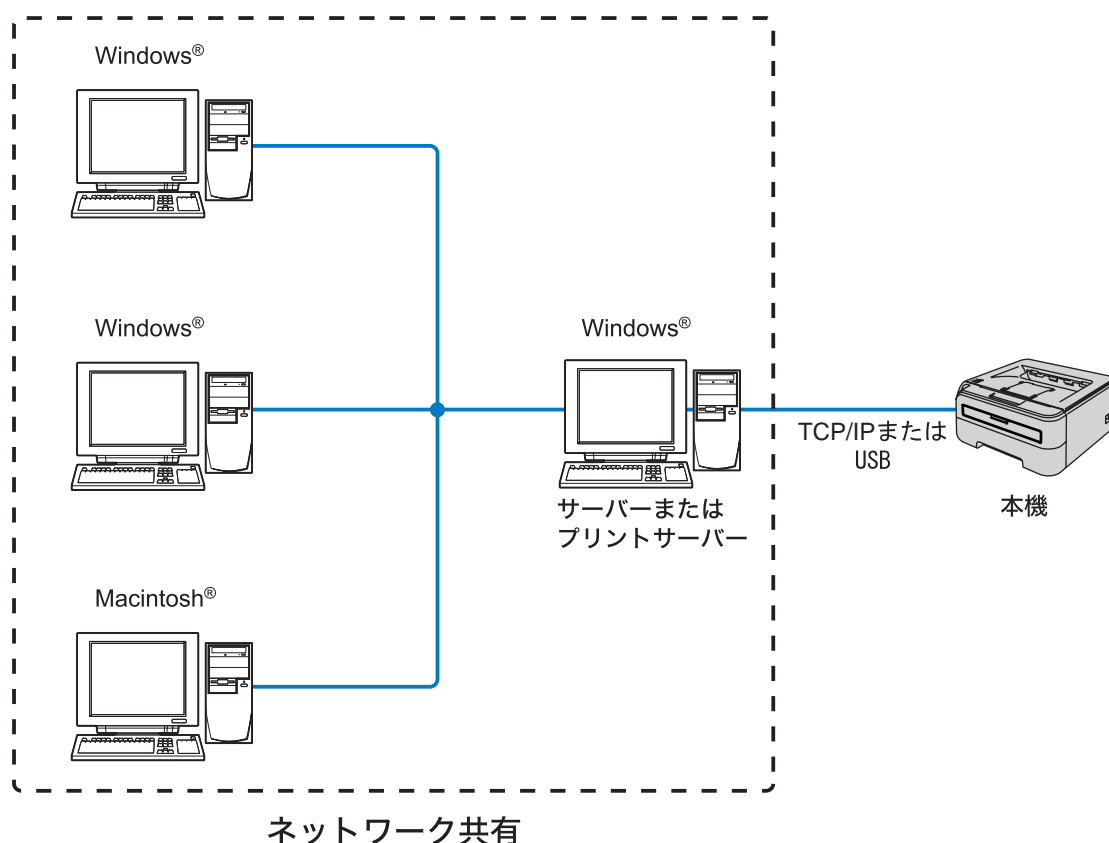 Windows®
Windows®
Windows®
TCP/IPまたは
USB
サーバーまたは
プリントサーバー
本機
Macintosh®
ネットワーク共有